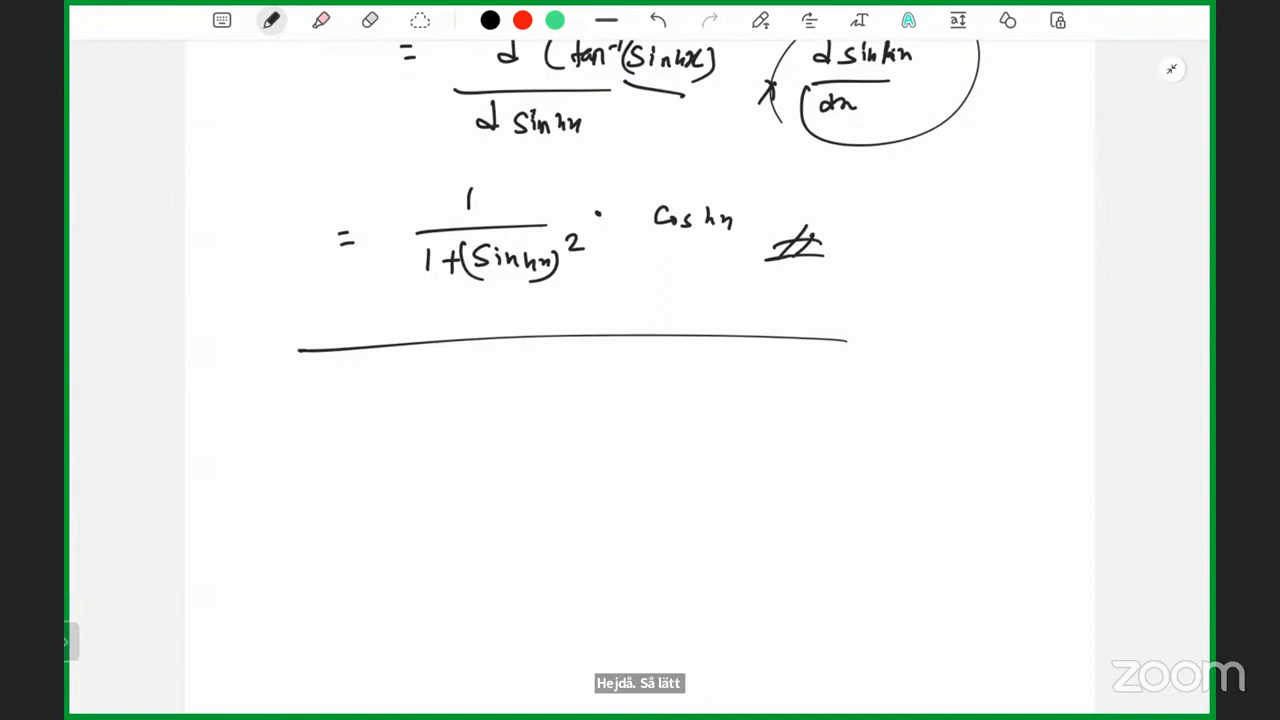 = d (tan⁻¹(Sinhx) d sinhx
d sinhx dx
= 1 / 1+(Sinhx)² · Coshx
Hejdå. Så lätt
zoom